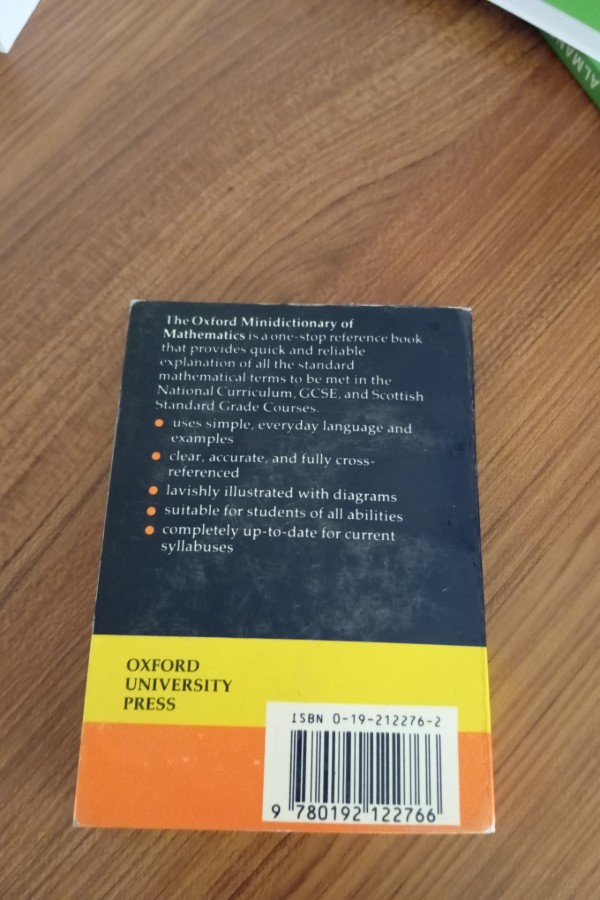 ALMAN
The Oxford Minidictionary of
Mathematics is a one-stop reference book
that provides quick and reliable
explanation of all the standard
mathematical terms to be met in the
National Curriculum, GCSE, and Scottish
Standard Grade Courses.
• uses simple, everyday language and
examples
• clear, accurate, and fully cross-
referenced
• lavishly illustrated with diagrams
• suitable for students of all abilities
• completely up-to-date for current
syllabuses
OXFORD
UNIVERSITY
PRESS
ISBN 0-19-212276-2
9 780192 122766